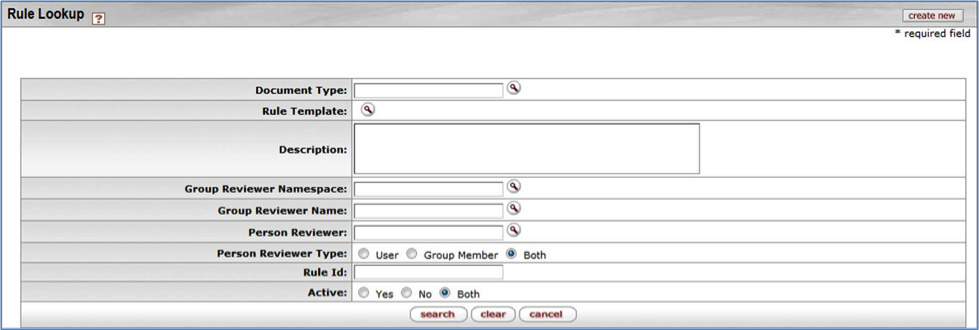 Rule Lookup ? create new
* required field
Document Type:
Rule Template:
Description:
Group Reviewer Namespace:
Group Reviewer Name:
Person Reviewer:
Person Reviewer Type: User Group Member Both
Rule Id:
Active: Yes No Both
search clear cancel